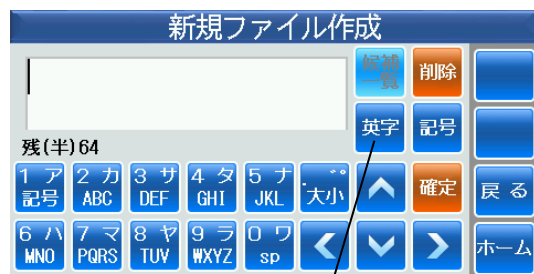 新規ファイル作成
候補
一覧
削除
英字
記号
残(半)64
1 ア
記号
2 カ
ABC
3 サ
DEF
4 タ
GHI
5 ナ
JKL
大小
確定
戻る
6 ハ
MNO
7 マ
PQRS
8 ヤ
TUV
9 ラ
WXYZ
0 ワ
sp
ホーム